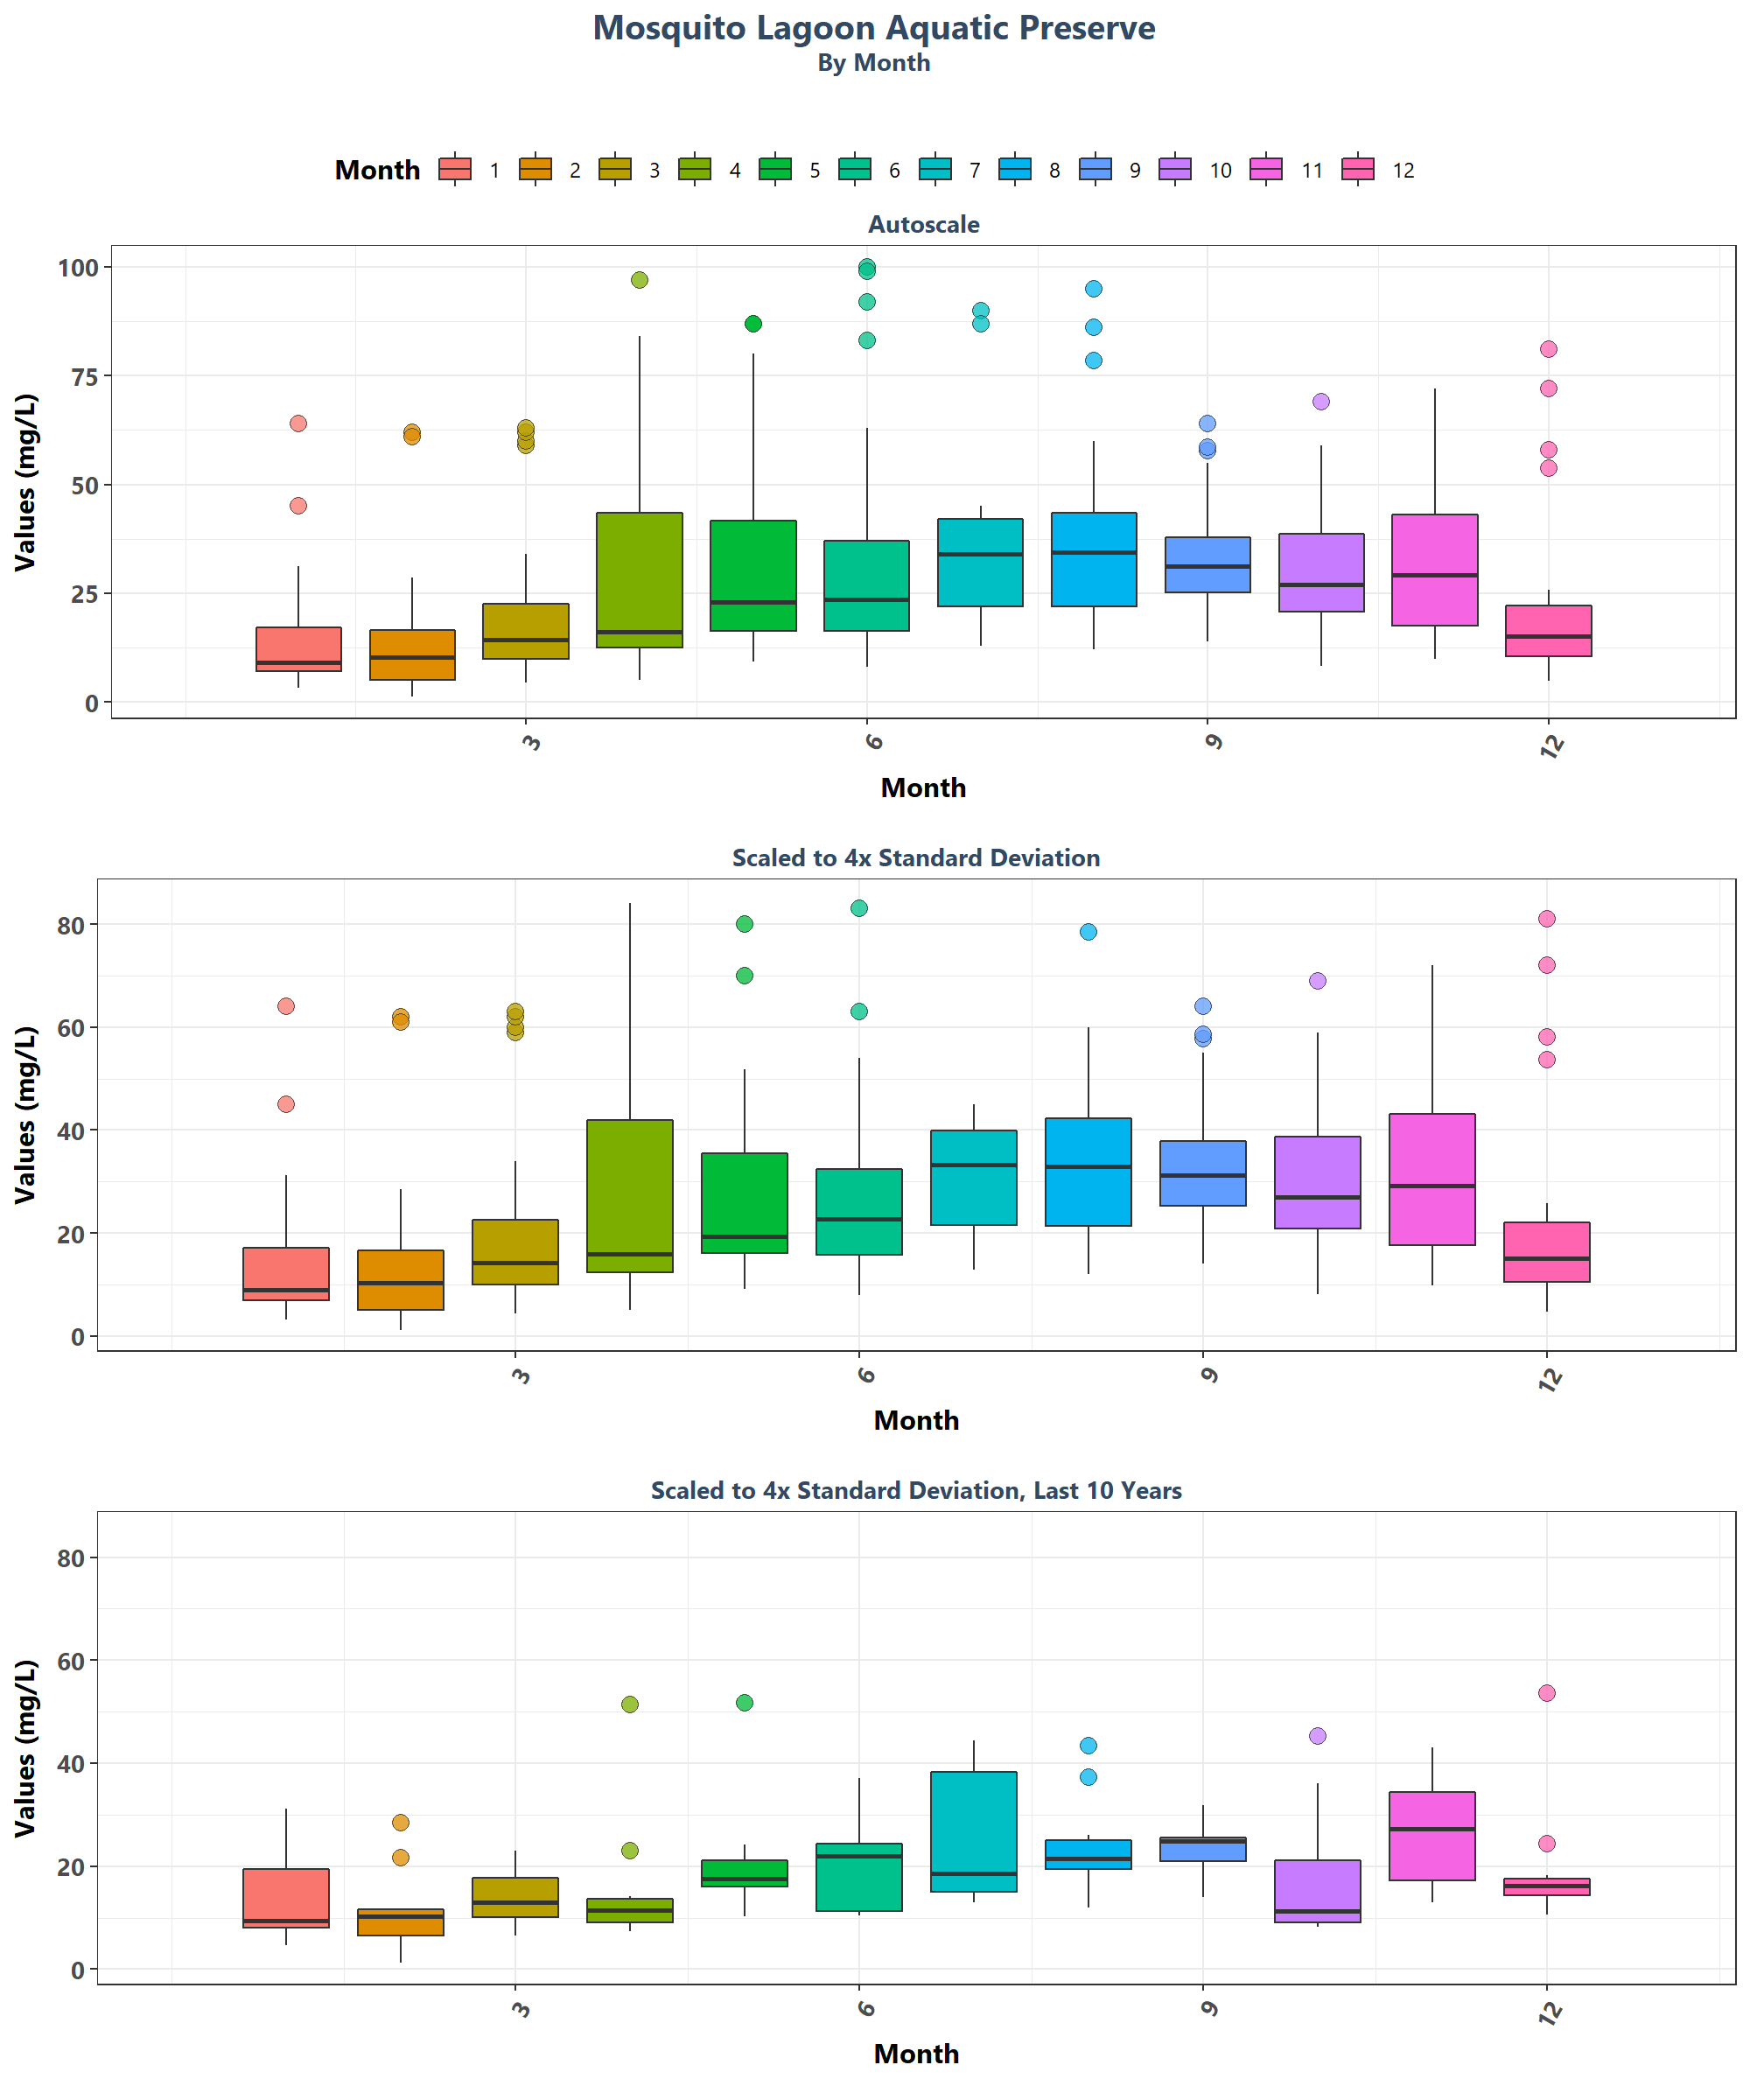 Mosquito Lagoon Aquatic Preserve
By Month
Month 1 2 3 4 5 6 7 8 9 10 11 12
Autoscale
Values (mg/L)
100
75
50
25
0
3 6 9 12
Month
Scaled to 4x Standard Deviation
Values (mg/L)
80
60
40
20
0
3 6 9 12
Month
Scaled to 4x Standard Deviation, Last 10 Years
Values (mg/L)
80
60
40
20
0
3 6 9 12
Month